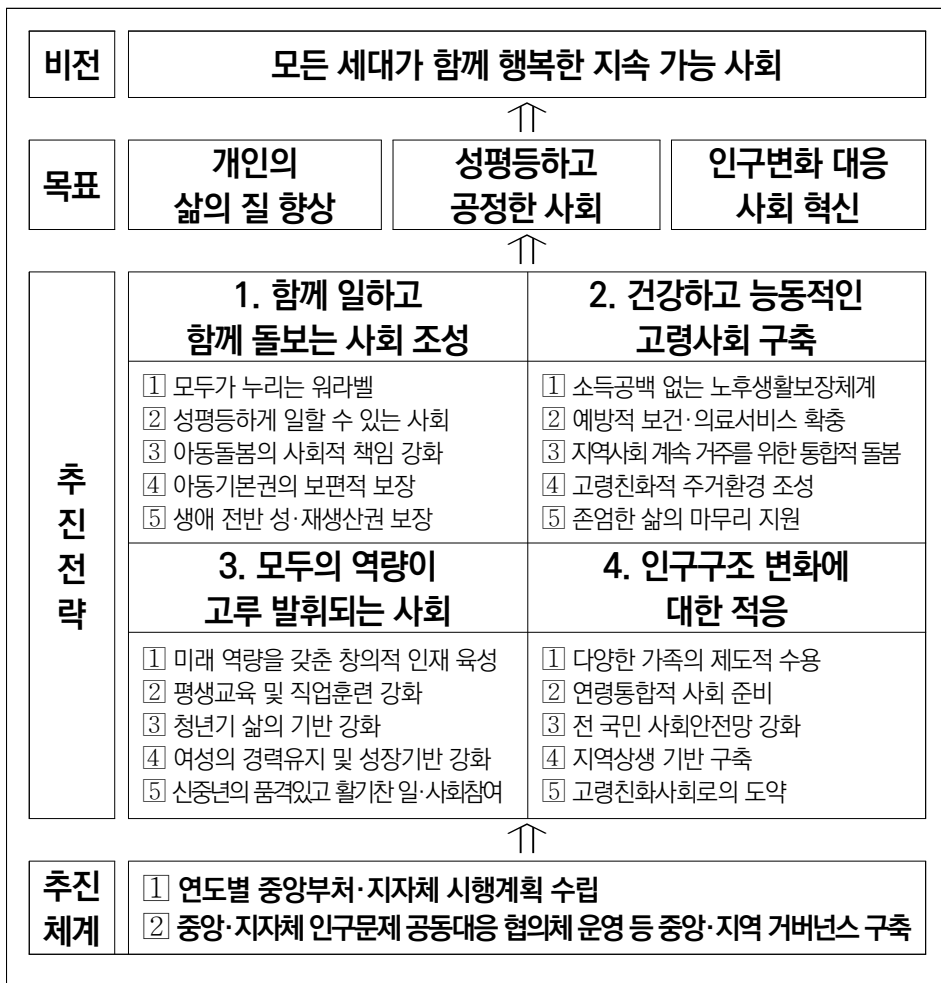 비전
모든 세대가 함께 행복한 지속 가능 사회
목표
개인의
삶의 질 향상
성평등하고
공정한 사회
인구변화 대응
사회 혁신
추
진
전
략
1. 함께 일하고
함께 돌보는 사회 조성
1 모두가 누리는 워라벨
2 성평등하게 일할 수 있는 사회
3 아동돌봄의 사회적 책임 강화
4 아동기본권의 보편적 보장
5 생애 전반 성·재생산권 보장
2. 건강하고 능동적인
고령사회 구축
1 소득공백 없는 노후생활보장체계
2 예방적 보건·의료서비스 확충
3 지역사회 계속 거주를 위한 통합적 돌봄
4 고령친화적 주거환경 조성
5 존엄한 삶의 마무리 지원
3. 모두의 역량이
고루 발휘되는 사회
1 미래 역량을 갖춘 창의적 인재 육성
2 평생교육 및 직업훈련 강화
3 청년기 삶의 기반 강화
4 여성의 경력유지 및 성장기반 강화
5 신중년의 품격있고 활기찬 일·사회참여
4. 인구구조 변화에
대한 적응
1 다양한 가족의 제도적 수용
2 연령통합적 사회 준비
3 전 국민 사회안전망 강화
4 지역상생 기반 구축
5 고령친화사회로의 도약
추진
체계
1 연도별 중앙부처·지자체 시행계획 수립
2 중앙·지자체 인구문제 공동대응 협의체 운영 등 중앙·지역 거버넌스 구축